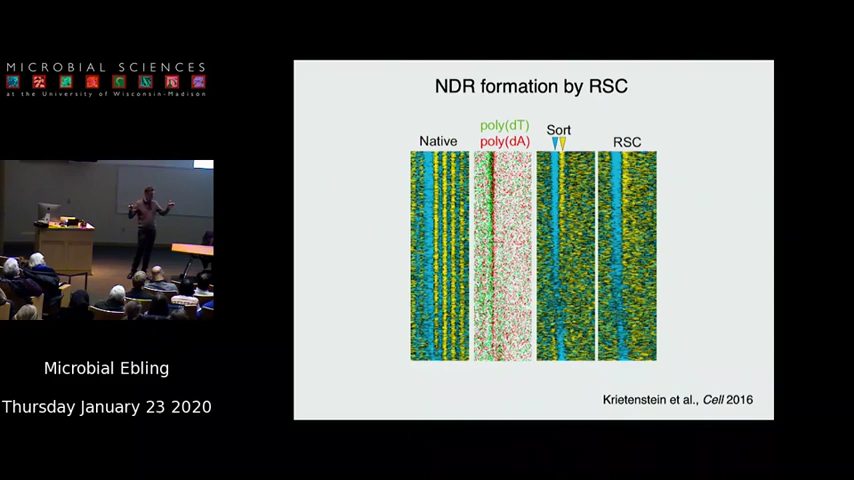 MICROBIAL SCIENCES
at the University of Wisconsin-Madison
Microbial Ebling
Thursday January 23 2020
NDR formation by RSC
Native
poly(dT)
poly(dA)
Sort
RSC
Krietenstein et al., Cell 2016